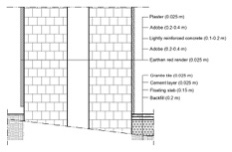 Plaster (0.025 m)
Adobe (0.2-0.4 m)
Lightly reinforced concrete (0.1-0.2 m)
Adobe (0.2-0.4 m)
Earthen mud render (0.025 m)
Granite tile (0.025 m)
Cement layer (0.025 m)
Floating slab (0.15 m)
Backfill (0.2 m)